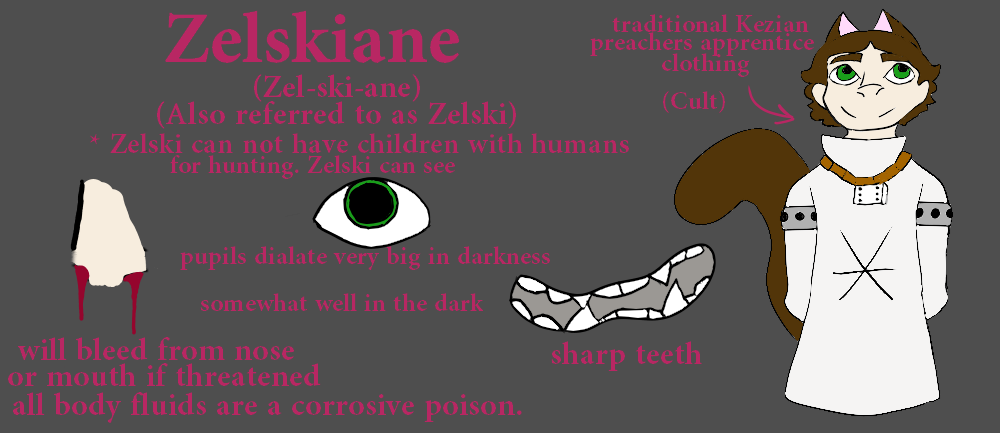 Zelskiane
(Zel-ski-ane)
(Also referred to as Zelski)
* Zelski can not have children with humans
for hunting. Zelski can see
pupils dialate very big in darkness
somewhat well in the dark
will bleed from nose
or mouth if threatened
all body fluids are a corrosive poison.
sharp teeth
traditional Kezian
preachers apprentice
clothing
(Cult)